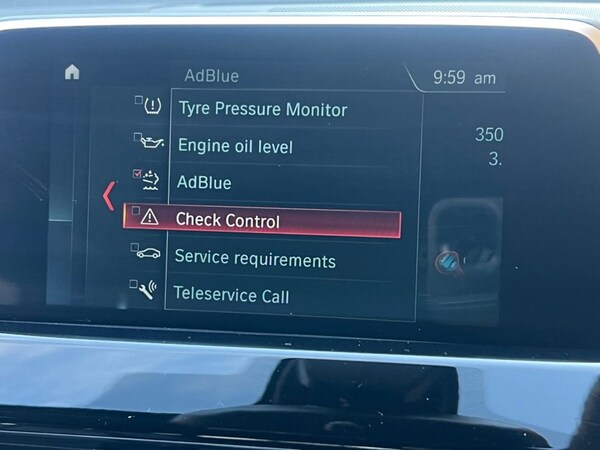 AdBlue
9:59 am
Tyre Pressure Monitor
Engine oil level
350
3.
AdBlue
Check Control
Service requirements
Teleservice Call